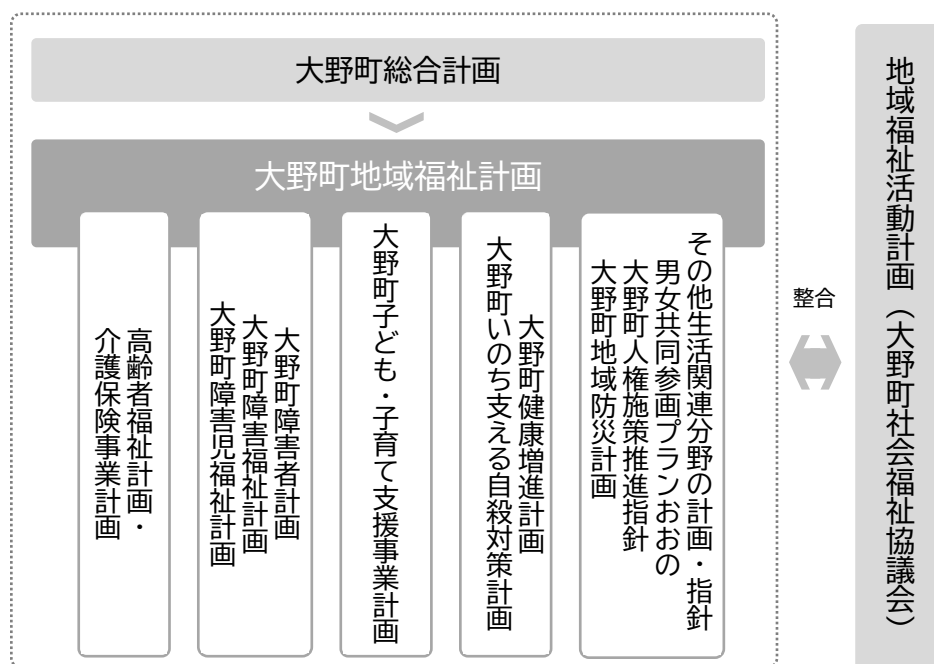 大野町総合計画
大野町地域福祉計画
高齢者福祉計画・
介護保険事業計画
大野町障害者計画
大野町障害福祉計画
大野町障害児福祉計画
大野町子ども・子育て支援事業計画
大野町健康増進計画
大野町いのち支える自殺対策計画
その他生活関連分野の計画・指針
男女共同参画プランおおの
大野町人権施策推進指針
大野町地域防災計画
整合
地域福祉活動計画（大野町社会福祉協議会）